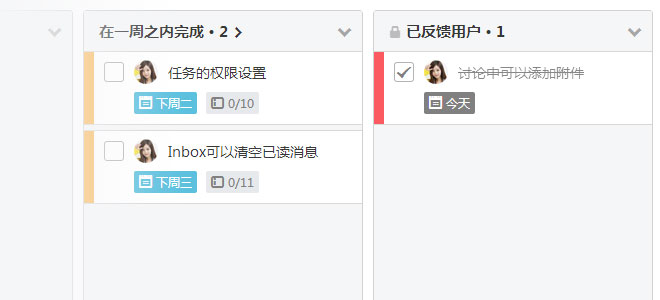 在一周之内完成 • 2
任务的权限设置
下周二 0/10
Inbox可以清空已读消息
下周三 0/11
已反馈用户 • 1
讨论中可以添加附件
今天